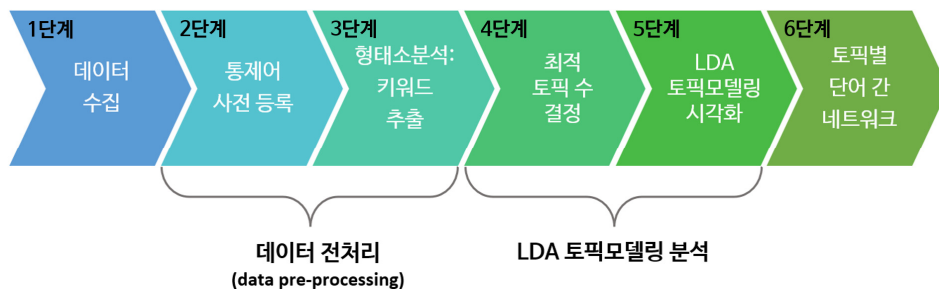 1단계
데이터
수집
2단계
통제어
사전 등록
3단계
형태소분석:
키워드
추출
4단계
최적
토픽 수
결정
5단계
LDA
토픽모델링
시각화
6단계
토픽별
단어 간
네트워크
데이터 전처리
(data pre-processing)
LDA 토픽모델링 분석